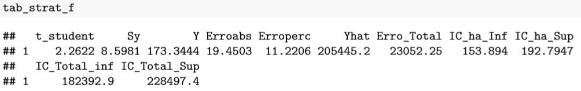 tab_strat_f
## t_student Sy Y Erroabs Erroperc Yhat Erro_Total IC_ha_Inf IC_ha_Sup
## 1 2.2622 8.5981 173.3444 19.4503 11.2206 205445.2 23052.25 153.894 192.7947
## IC_Total_inf IC_Total_Sup
## 1 182392.9 228497.4